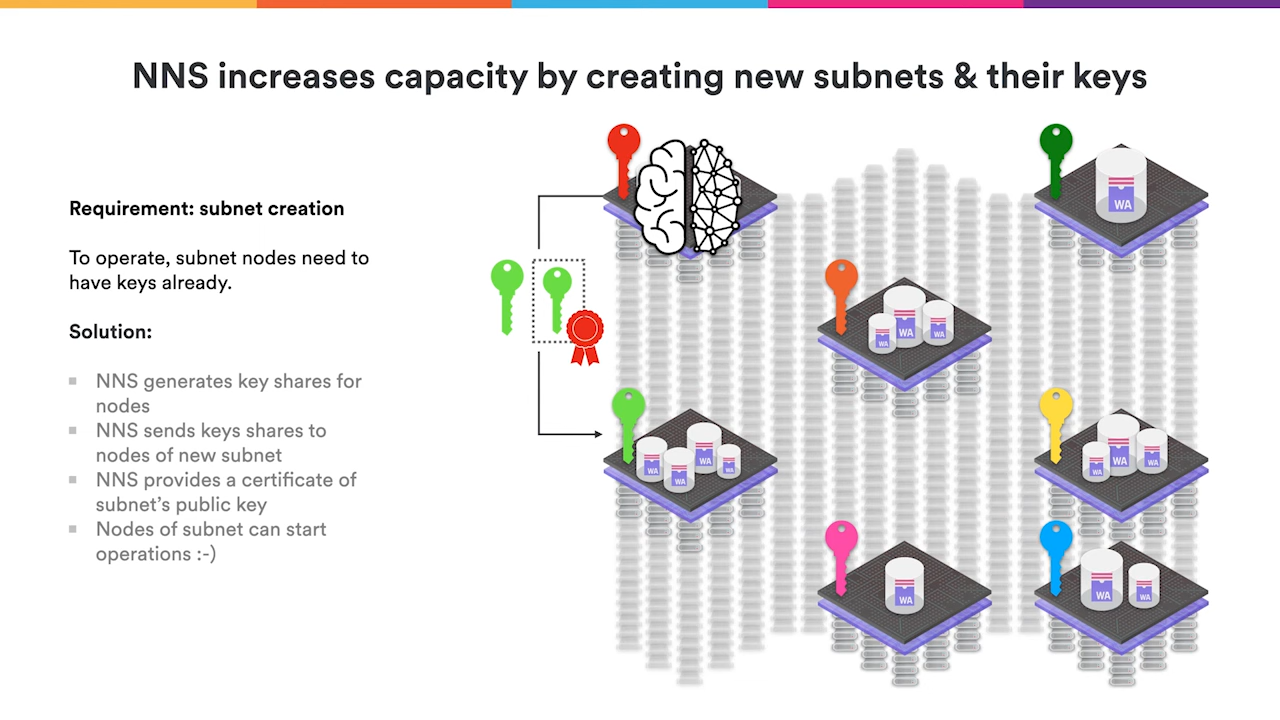 NNS increases capacity by creating new subnets & their keys
Requirement: subnet creation
To operate, subnet nodes need to
have keys already.
Solution:
NNS generates key shares for
nodes
NNS sends keys shares to
nodes of new subnet
NNS provides a certificate of
subnet’s public key
Nodes of subnet can start
operations :-)
WA
WA
WA
WA
WA
WA
WA
WA
WA
WA
WA
WA
WA
WA